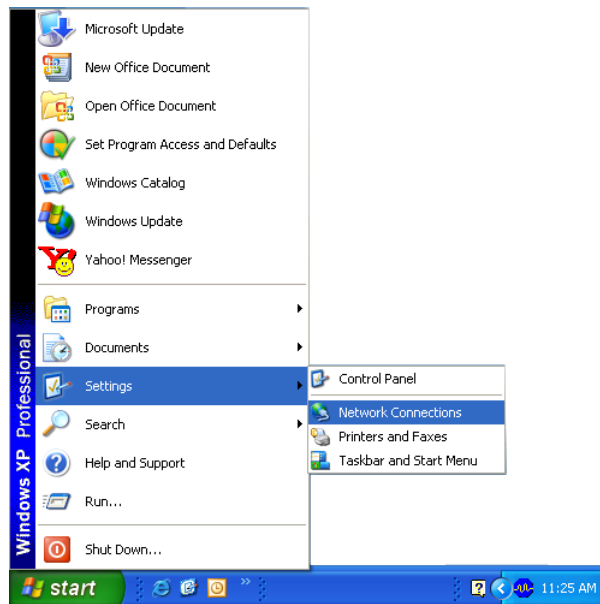 Microsoft Update
New Office Document
Open Office Document
Set Program Access and Defaults
Windows Catalog
Windows Update
Yahoo! Messenger
Programs
Documents
Settings
Search
Help and Support
Run...
Shut Down...
Windows XP Professional
Control Panel
Network Connections
Printers and Faxes
Taskbar and Start Menu
start
»
11:25 AM